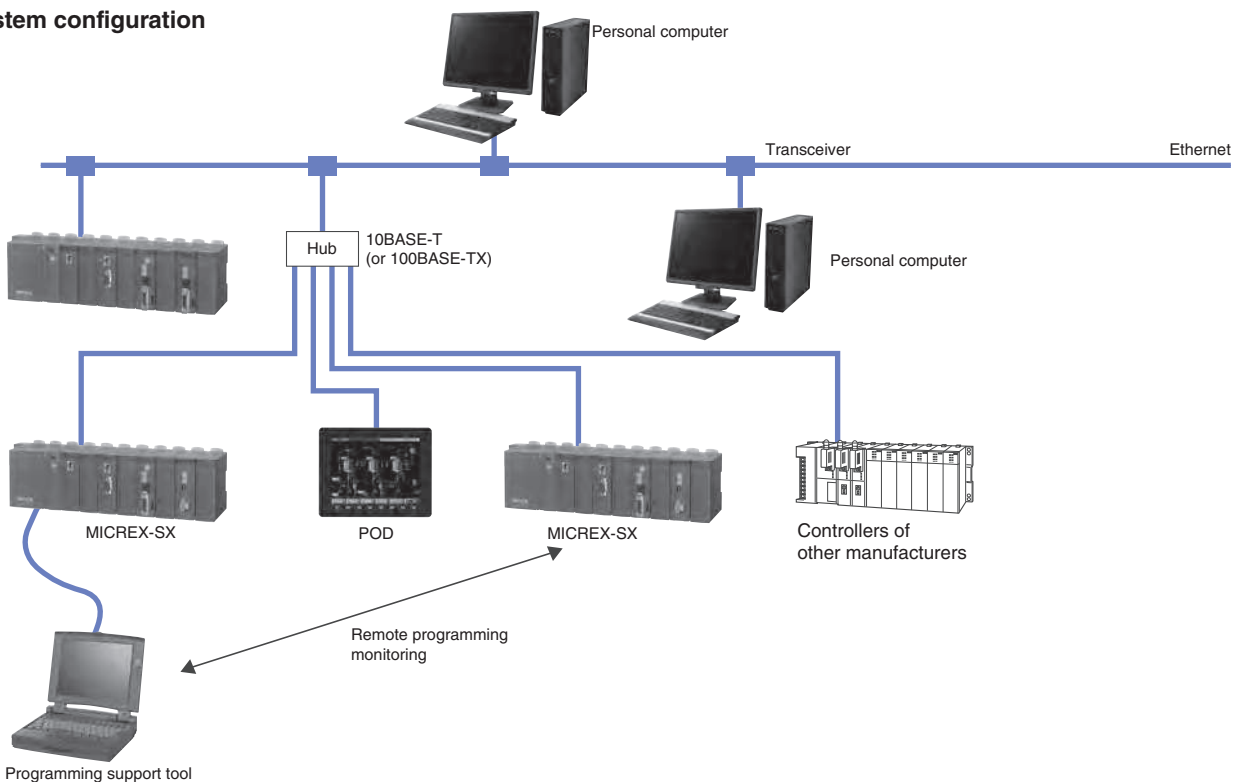 stem configuration
Personal computer
Transceiver
Ethernet
Hub
10BASE-T
(or 100BASE-TX)
Personal computer
MICREX-SX
POD
MICREX-SX
Controllers of
other manufacturers
Remote programming
monitoring
Programming support tool